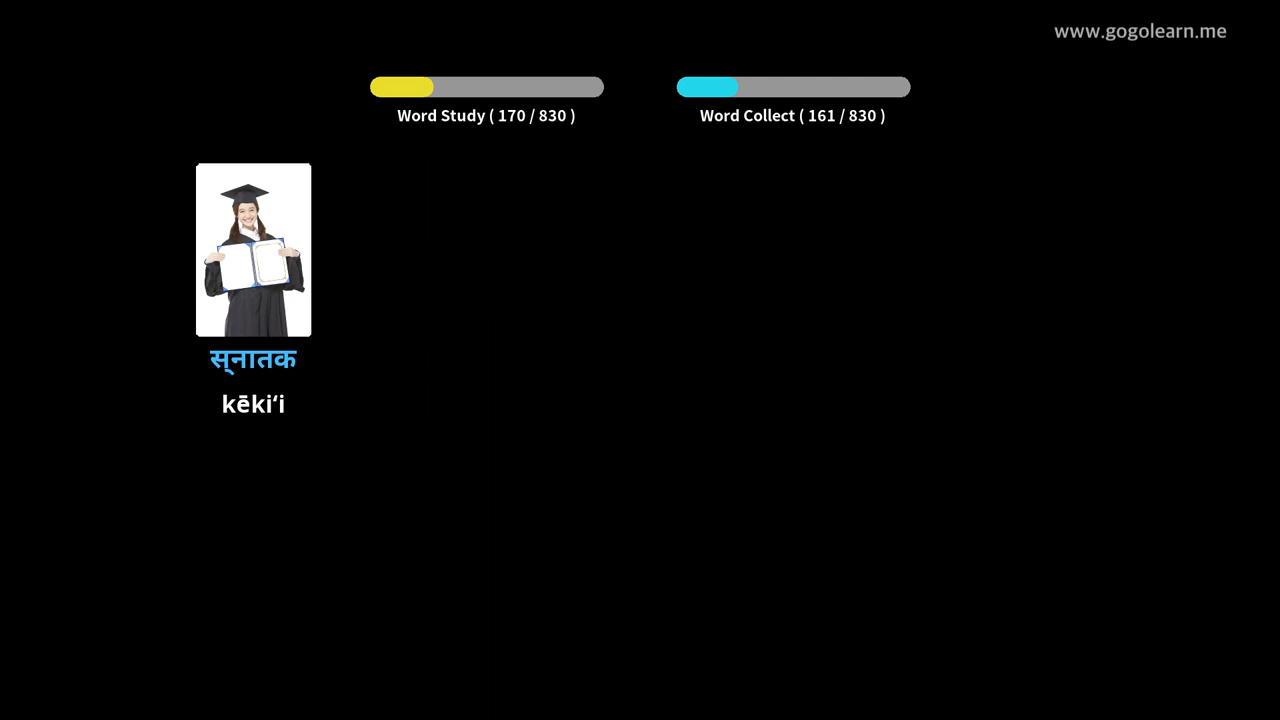 www.gogolearn.me
Word Study ( 170 / 830 )
Word Collect ( 161 / 830 )
स्नातक
kēkiʻi